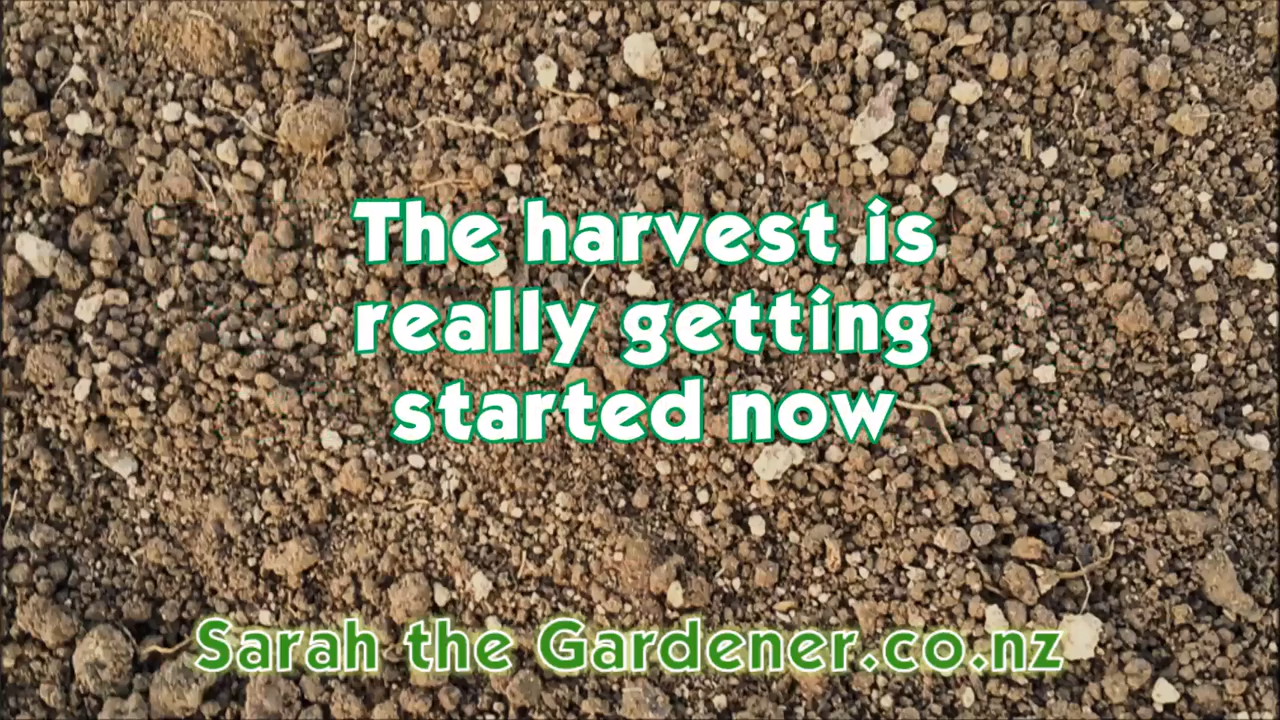 The harvest is
really getting
started now
Sarah the Gardener.co.nz